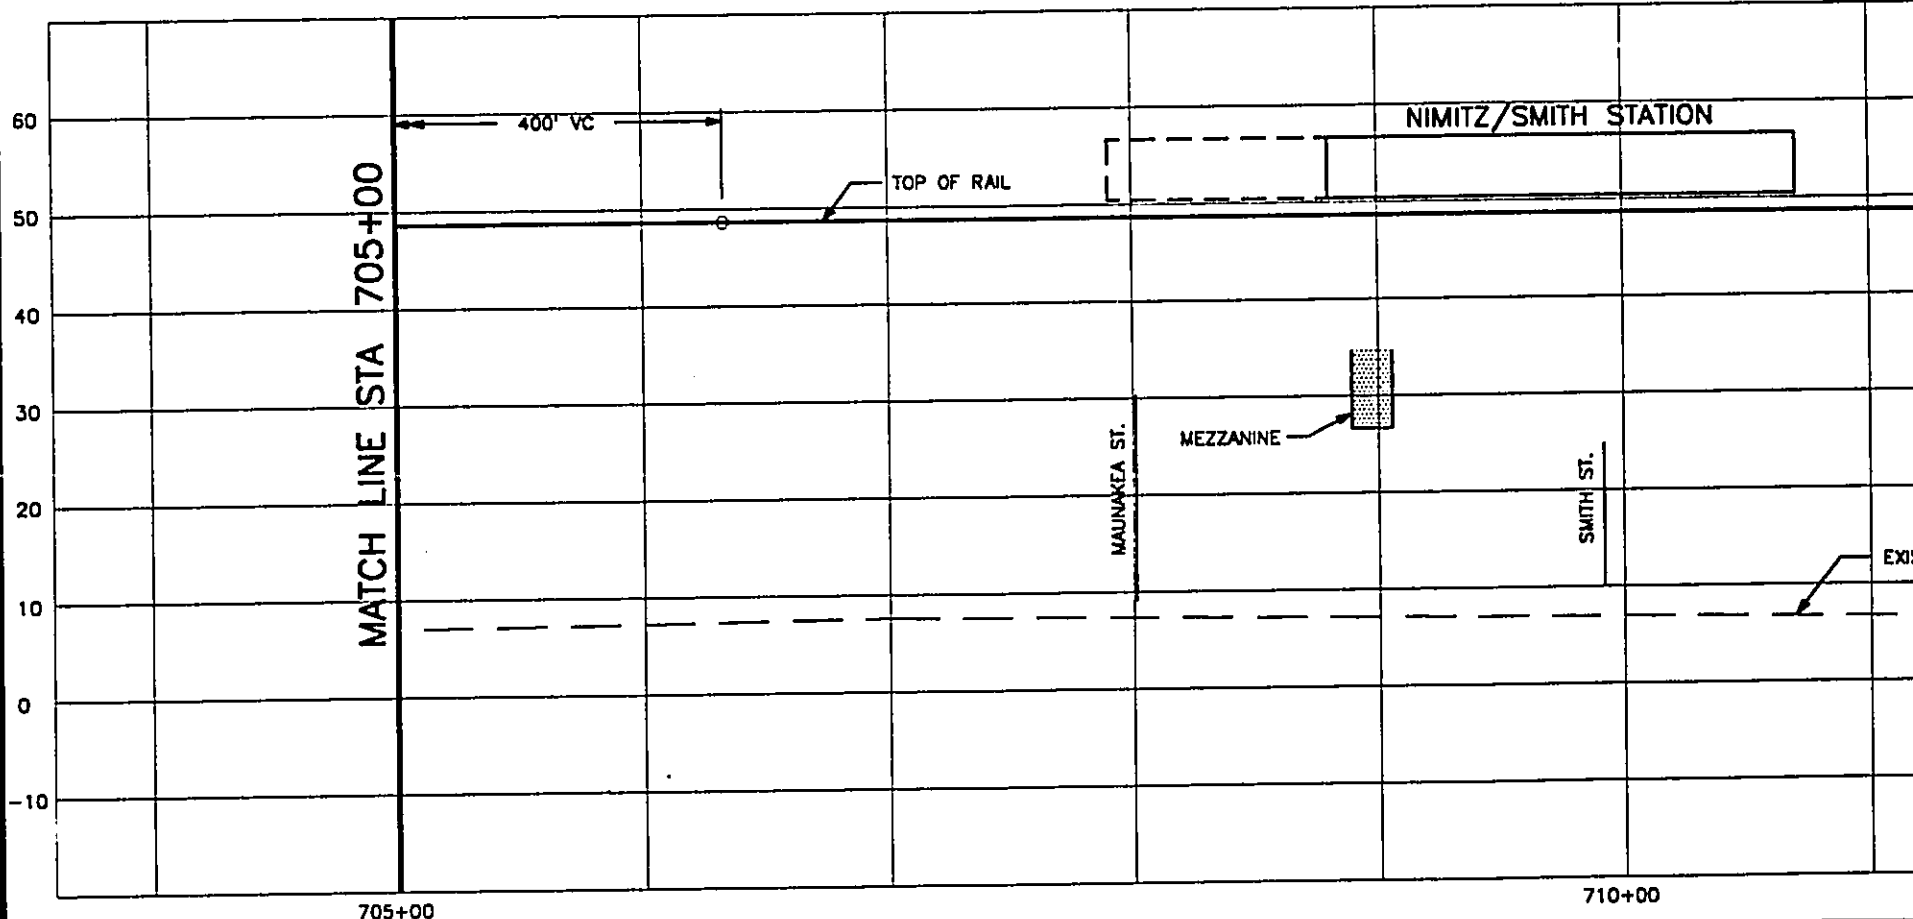 60
50
40
30
20
10
0
-10
MATCH LINE STA 705+00
400' VC
TOP OF RAIL
NIMITZ/SMITH STATION
MAUNAKEA ST.
MEZZANINE
SMITH ST.
705+00
710+00